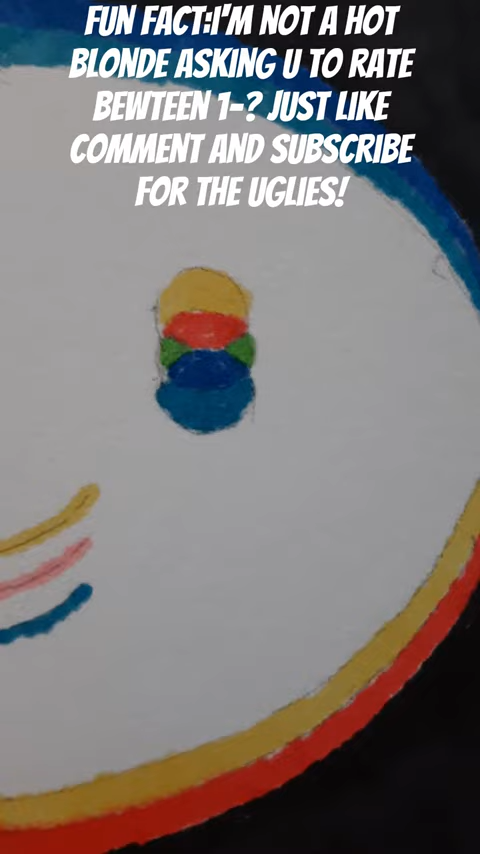 FUN FACT:I'M NOT A HOT
BLONDE ASKING U TO RATE
BEWTEEN 1-? JUST LIKE
COMMENT AND SUBSCRIBE
FOR THE UGLIES!